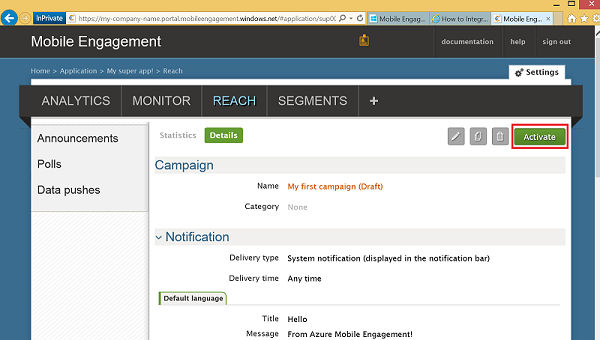 InPrivate https://my-company-name.portal.mobileengagement.windows.net/#application/sup0 Mobile Engag... How to Integr... Mobile Engag...
Mobile Engagement documentation help sign out
Home > Application > My super app! > Reach
Settings
ANALYTICS MONITOR REACH SEGMENTS +
Announcements
Polls
Data pushes
Statistics Details Activate
Campaign
Name My first campaign (Draft)
Category None
Notification
Delivery type System notification (displayed in the notification bar)
Delivery time Any time
Default language
Title Hello
Message From Azure Mobile Engagement!